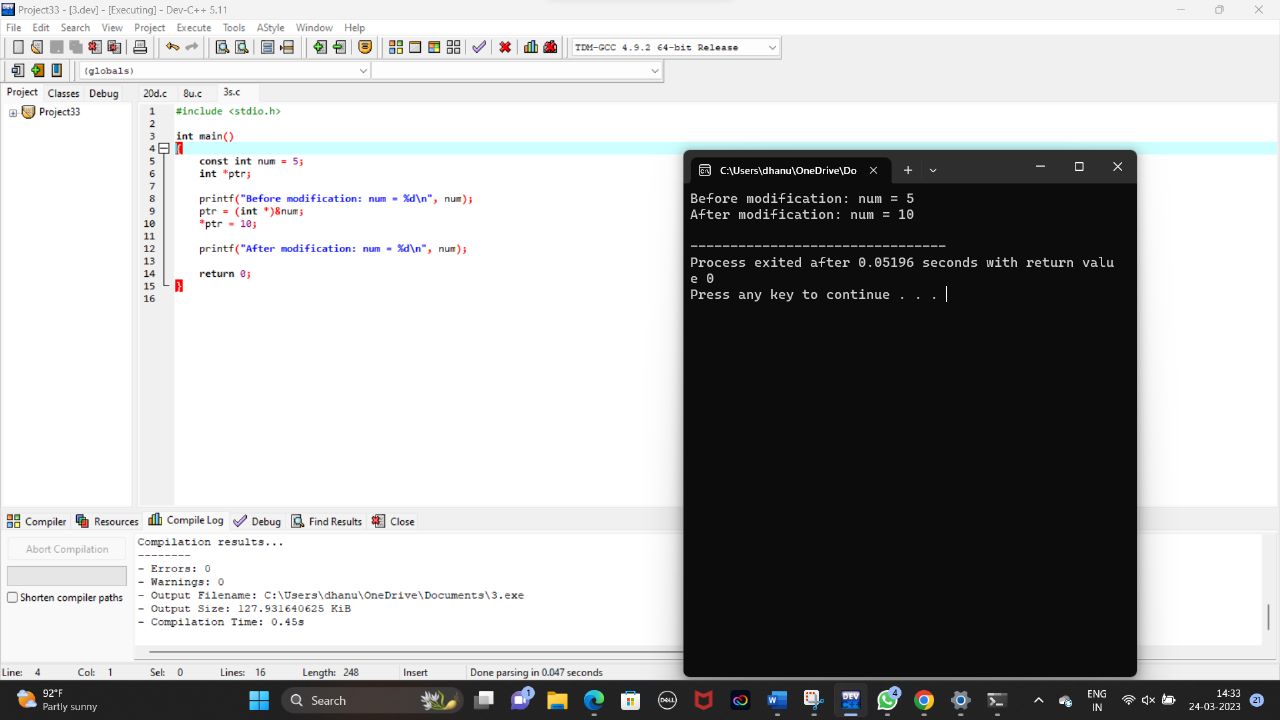 Project33 - [3.dev] - [Executing] - Dev-C++ 5.11
File Edit Search View Project Execute Tools AStyle Window Help
TDM-GCC 4.9.2 64-bit Release
(globals)
Project Classes Debug
20d.c 8u.c 3s.c
Project33
1 #include <stdio.h>
2
3 int main()
4 {
5 const int num = 5;
6 int *ptr;
7
8 printf("Before modification: num = %d\n", num);
9 ptr = (int *)&num;
10 *ptr = 10;
11
12 printf("After modification: num = %d\n", num);
13
14 return 0;
15 }
16
C:\Users\dhanu\OneDrive\Do
Before modification: num = 5
After modification: num = 10
--------------------------------
Process exited after 0.05196 seconds with return valu
e 0
Press any key to continue . . .
Compiler Resources Compile Log Debug Find Results Close
Abort Compilation
Shorten compiler paths
Compilation results...
--------
- Errors: 0
- Warnings: 0
- Output Filename: C:\Users\dhanu\OneDrive\Documents\3.exe
- Output Size: 127.931640625 KiB
- Compilation Time: 0.45s
Line: 4 Col: 1 Sel: 0 Lines: 16 Length: 248 Insert Done parsing in 0.047 seconds
92°F
Partly sunny
Search
1
DELL
DEV
4
ENG
IN
14:33
24-03-2023
21